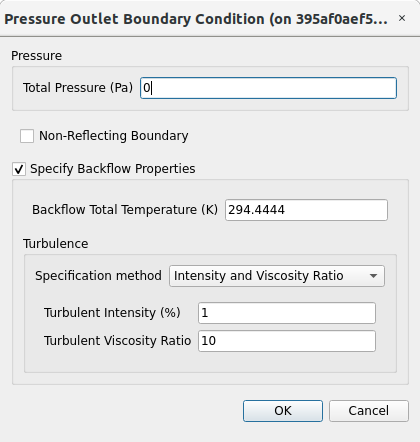 Pressure Outlet Boundary Condition (on 395af0aef5... ×
Pressure
Total Pressure (Pa) 0
Non-Reflecting Boundary
Specify Backflow Properties
Backflow Total Temperature (K) 294.4444
Turbulence
Specification method Intensity and Viscosity Ratio
Turbulent Intensity (%) 1
Turbulent Viscosity Ratio 10
OK Cancel